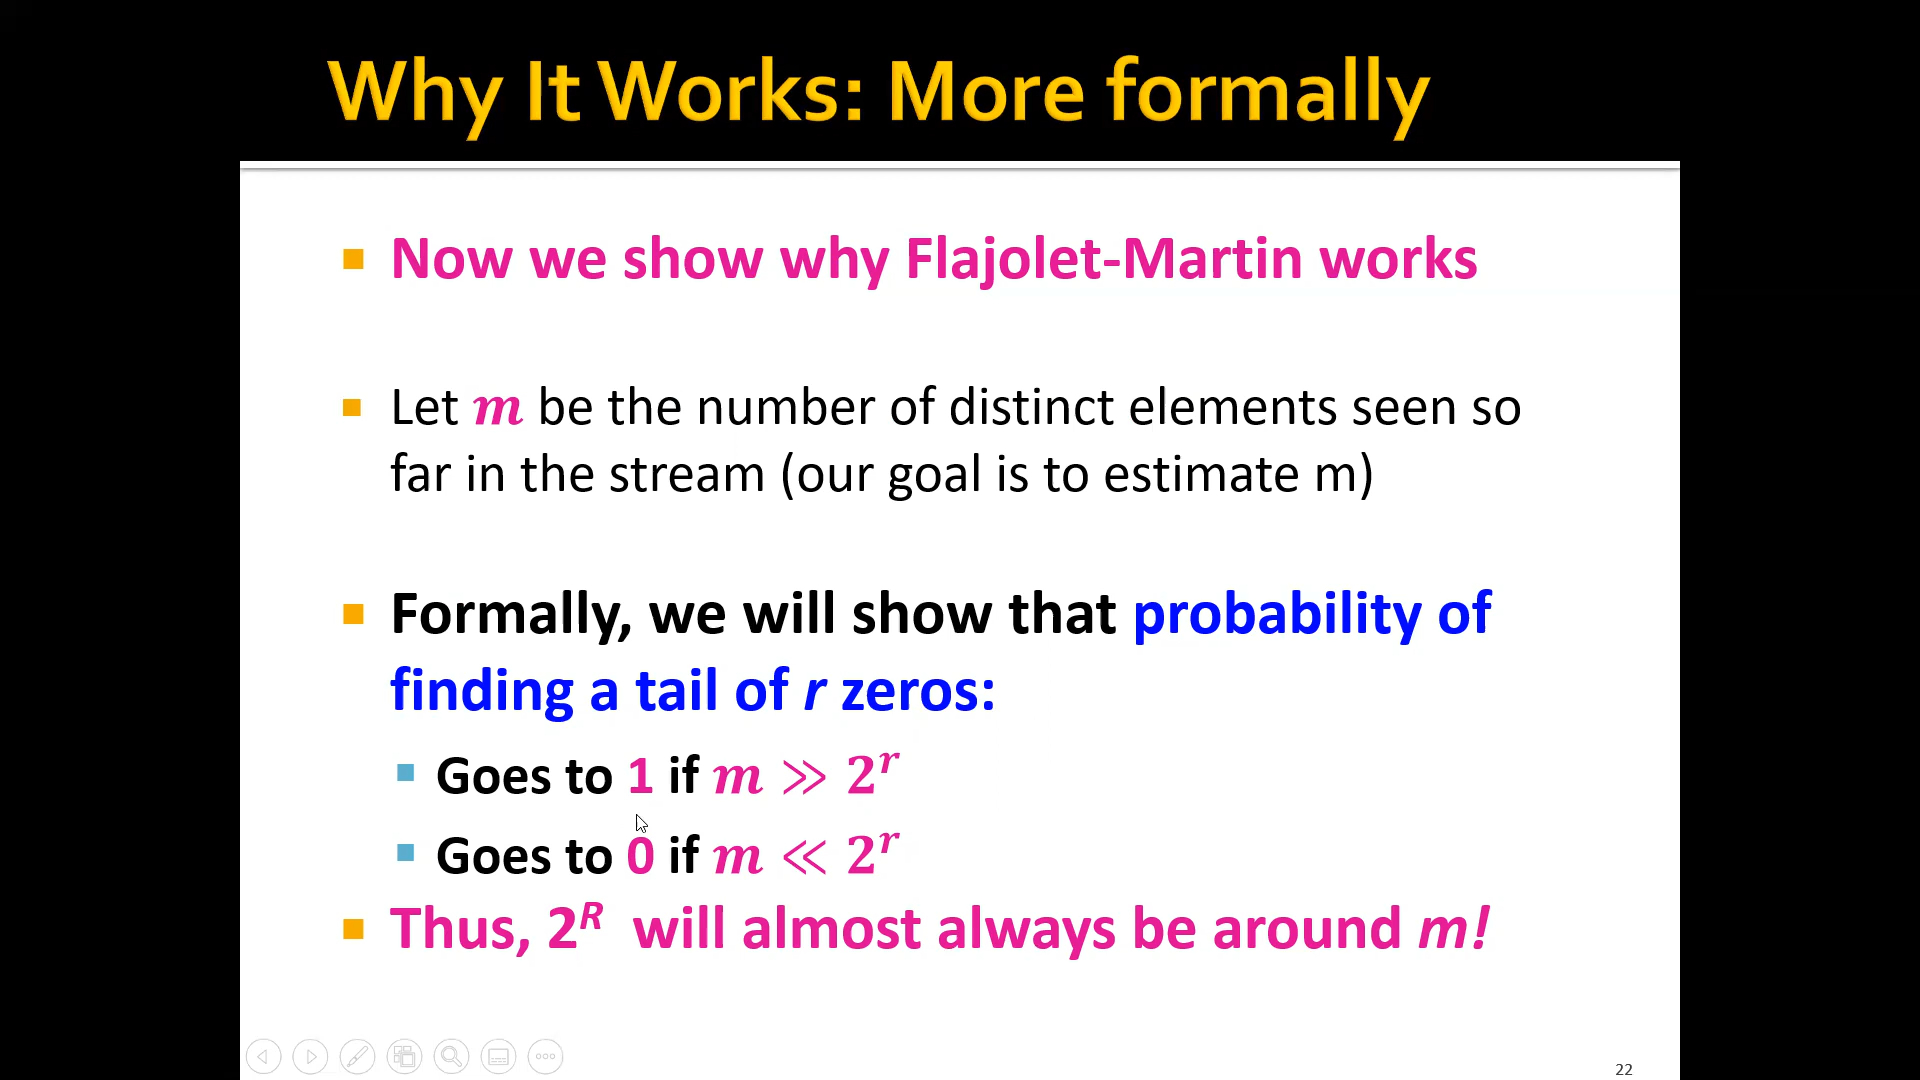 Why It Works: More formally
Now we show why Flajolet-Martin works
Let m be the number of distinct elements seen so
far in the stream (our goal is to estimate m)
Formally, we will show that probability of
finding a tail of r zeros:
Goes to 1 if m ≫ 2^r
Goes to 0 if m ≪ 2^r
Thus, 2^R will almost always be around m!
22